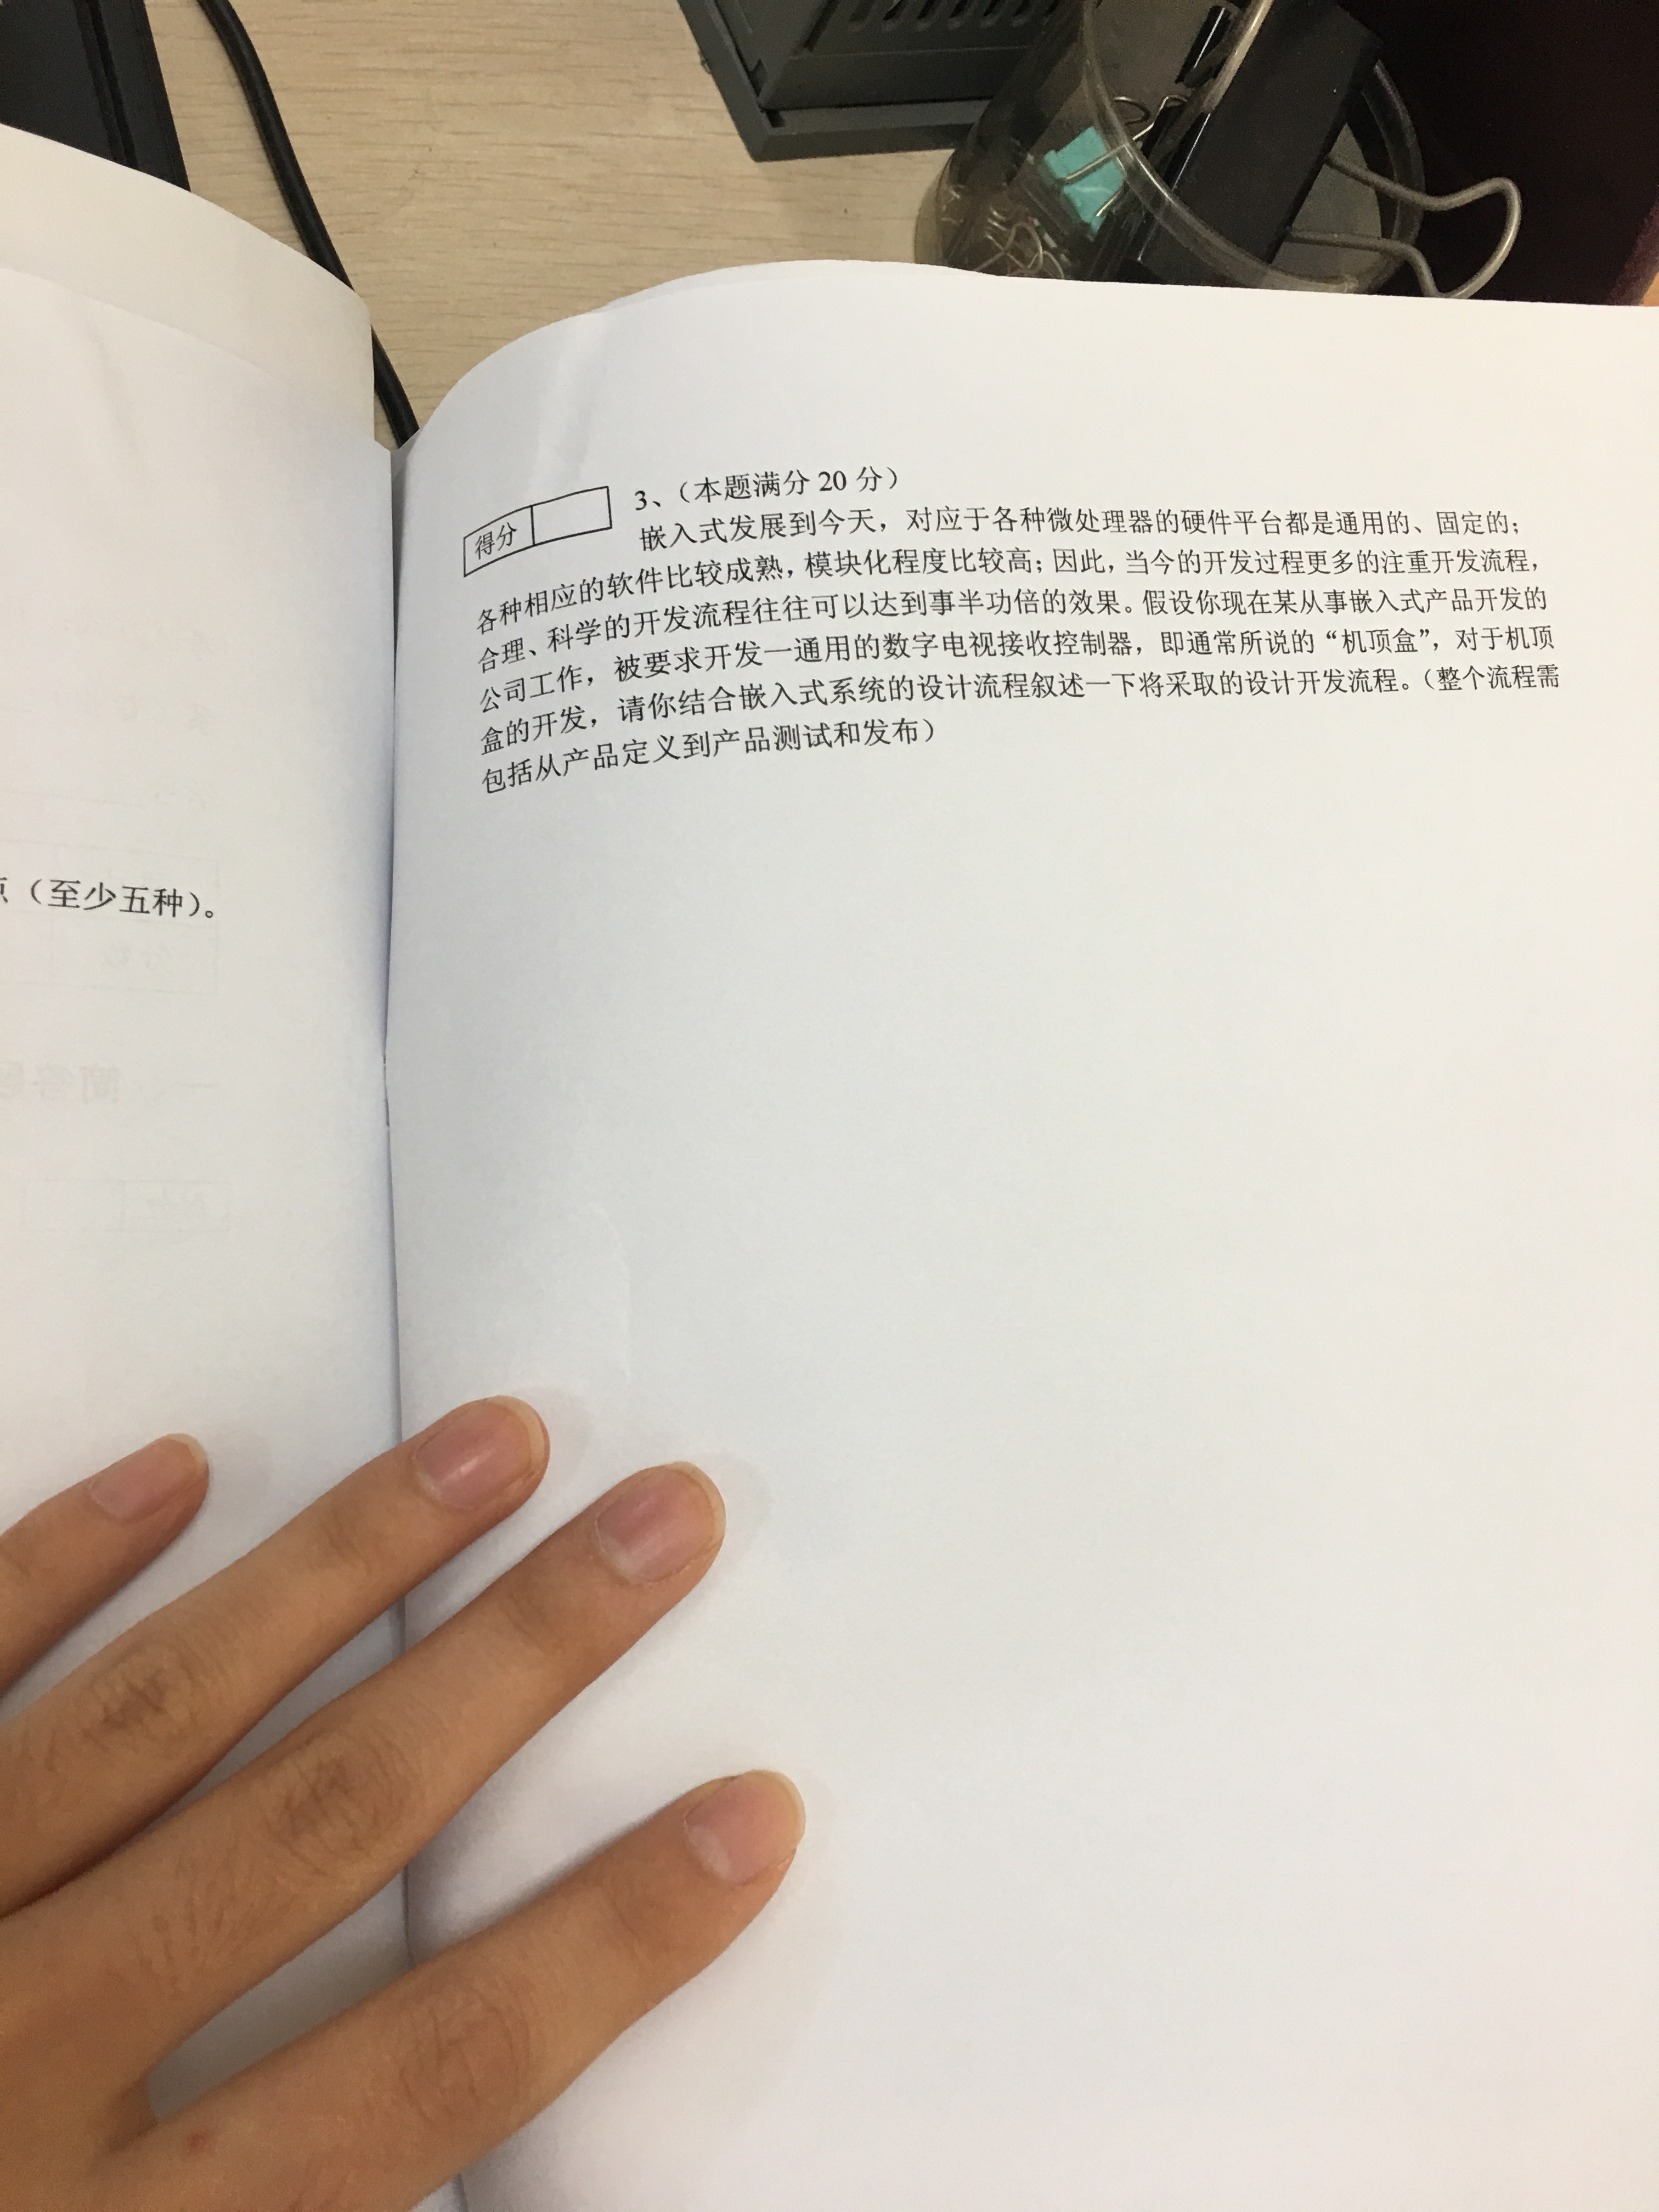 点（至少五种）。
得分
3、（本题满分 20 分）
嵌入式发展到今天，对应于各种微处理器的硬件平台都是通用的、固定的；
各种相应的软件比较成熟，模块化程度比较高；因此，当今的开发过程更多的注重开发流程，
合理、科学的开发流程往往可以达到事半功倍的效果。假设你现在某从事嵌入式产品开发的
公司工作，被要求开发一通用的数字电视接收控制器，即通常所说的“机顶盒”，对于机顶
盒的开发，请你结合嵌入式系统的设计流程叙述一下将采取的设计开发流程。（整个流程需
包括从产品定义到产品测试和发布）